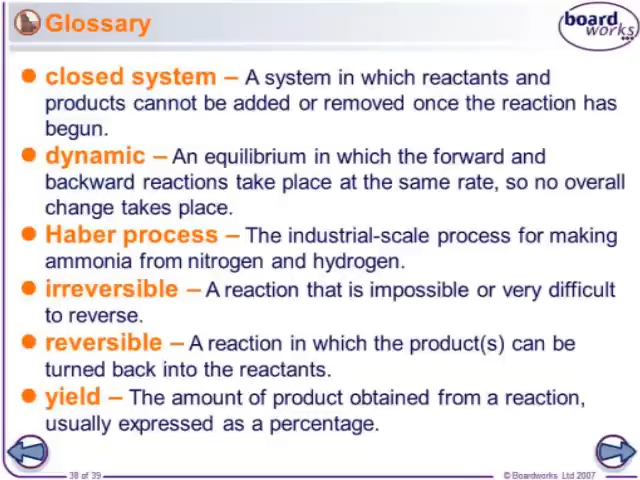 Glossary
board
works
closed system – A system in which reactants and
products cannot be added or removed once the reaction has
begun.
dynamic – An equilibrium in which the forward and
backward reactions take place at the same rate, so no overall
change takes place.
Haber process – The industrial-scale process for making
ammonia from nitrogen and hydrogen.
irreversible – A reaction that is impossible or very difficult
to reverse.
reversible – A reaction in which the product(s) can be
turned back into the reactants.
yield – The amount of product obtained from a reaction,
usually expressed as a percentage.
38 of 39
© Boardworks Ltd 2007